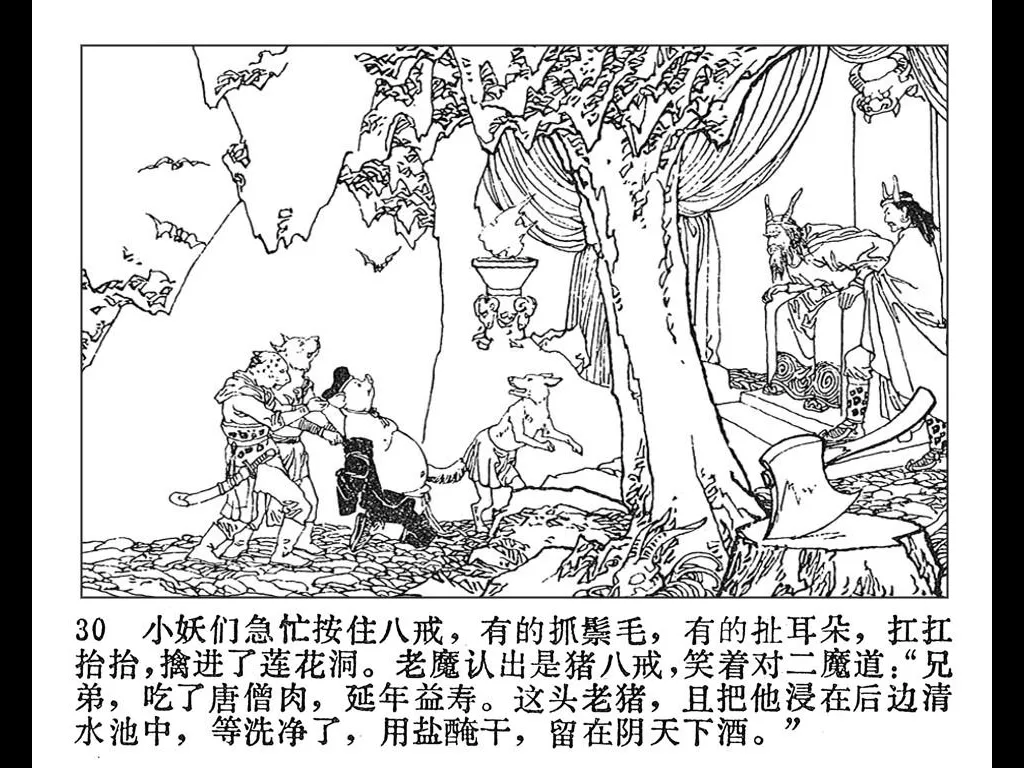 30 小妖们急忙按住八戒，有的抓鬃毛，有的扯耳朵，扛扛
抬抬，擒进了莲花洞。老魔认出是猪八戒，笑着对二魔道：“兄
弟，吃了唐僧肉，延年益寿。这头老猪，且把他浸在后边清
水池中，等洗净了，用盐醃干，留在阴天下酒。”